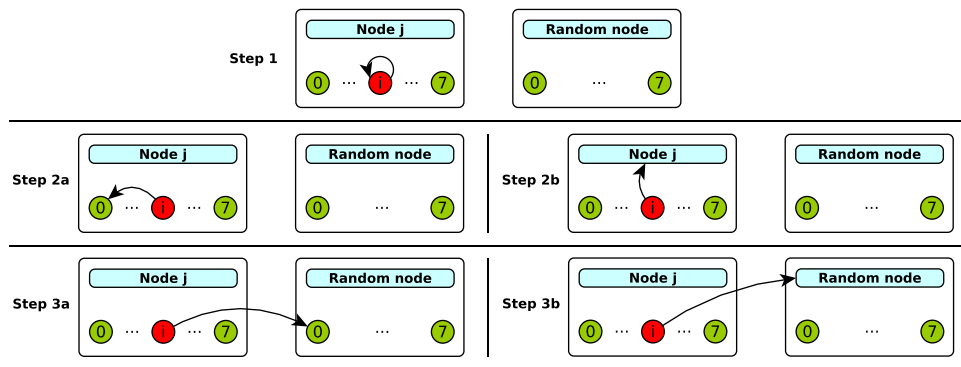 Node j
Random node
Step 1
0 ... i ... 7
0 ... 7
Node j
Random node
Node j
Random node
Step 2a
0 ... i ... 7
0 ... 7
Step 2b
0 ... i ... 7
0 ... 7
Node j
Random node
Node j
Random node
Step 3a
0 ... i ... 7
0 ... 7
Step 3b
0 ... i ... 7
0 ... 7